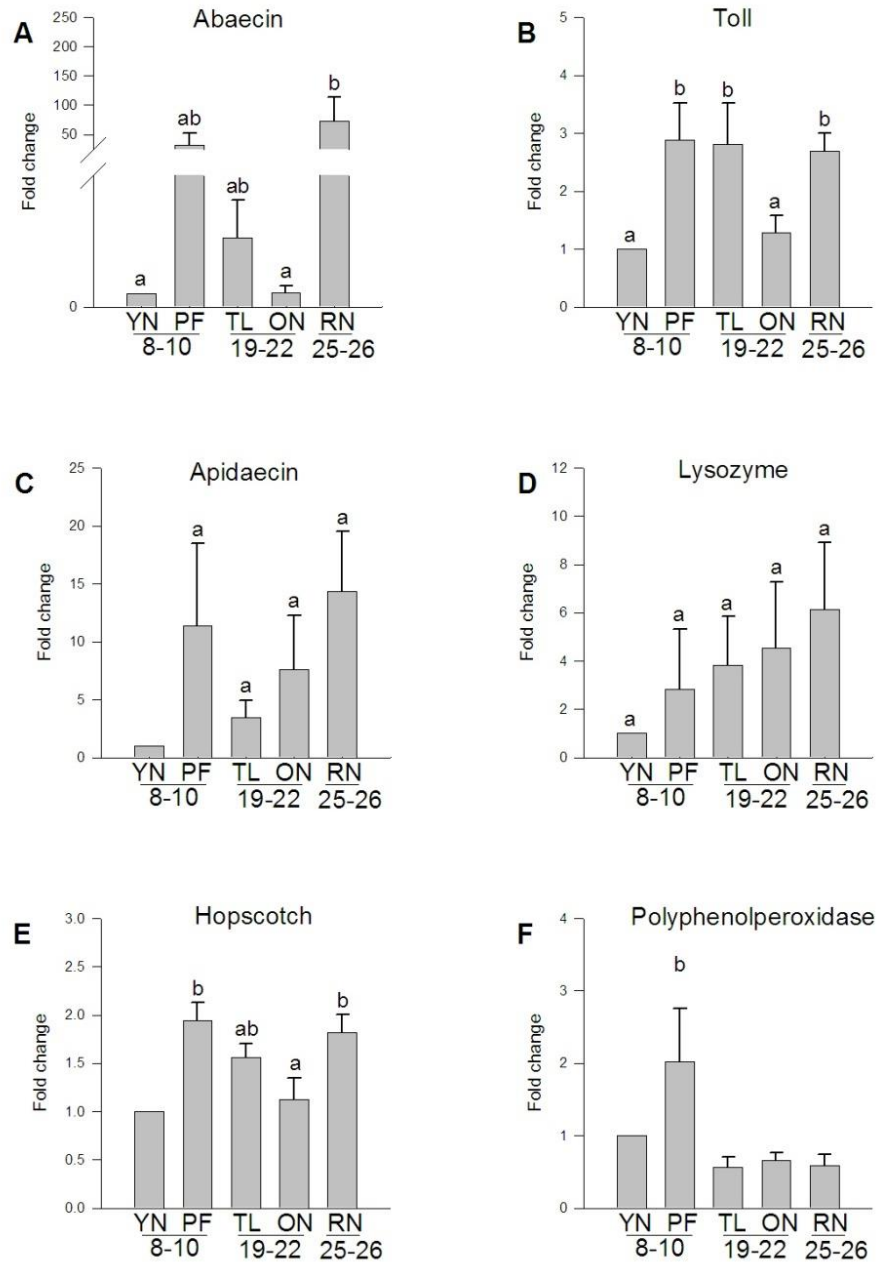 A
Abaecin
250
200
150
100
50
0
Fold change
a
ab
ab
a
b
YN PF TL ON RN
8-10 19-22 25-26
B
Toll
5
4
3
2
1
0
Fold change
a
b
b
a
b
YN PF TL ON RN
8-10 19-22 25-26
C
Apidaecin
25
20
15
10
5
0
Fold change
a
a
a
a
YN PF TL ON RN
8-10 19-22 25-26
D
Lysozyme
12
10
8
6
4
2
0
Fold change
a
a
a
a
a
YN PF TL ON RN
8-10 19-22 25-26
E
Hopscotch
3.0
2.5
2.0
1.5
1.0
0.5
0.0
Fold change
b
ab
a
b
YN PF TL ON RN
8-10 19-22 25-26
F
Polyphenolperoxidase
4
3
2
1
0
Fold change
b
YN PF TL ON RN
8-10 19-22 25-26